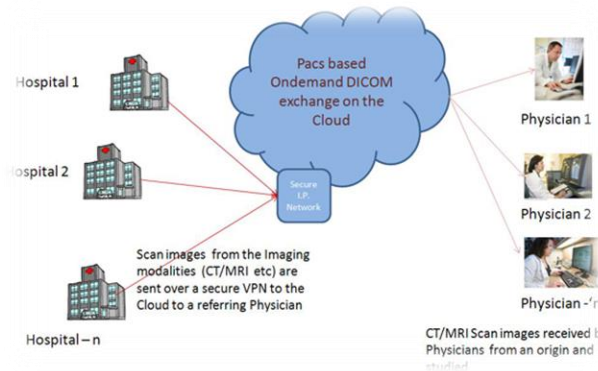 Hospital 1
Pacs based
Ondemand DICOM
exchange on the
Cloud
Physician 1
ospital 2
Secure
I.P.
Network
Physician 2
Scan images from the Imaging
modalities (CT/MRI etc) are
sent over a secure VPN to the
Cloud to a referring Physician
Hospital – n
Physician -'n
CT/MRI Scan images received b
Physicians from an origin and
studied